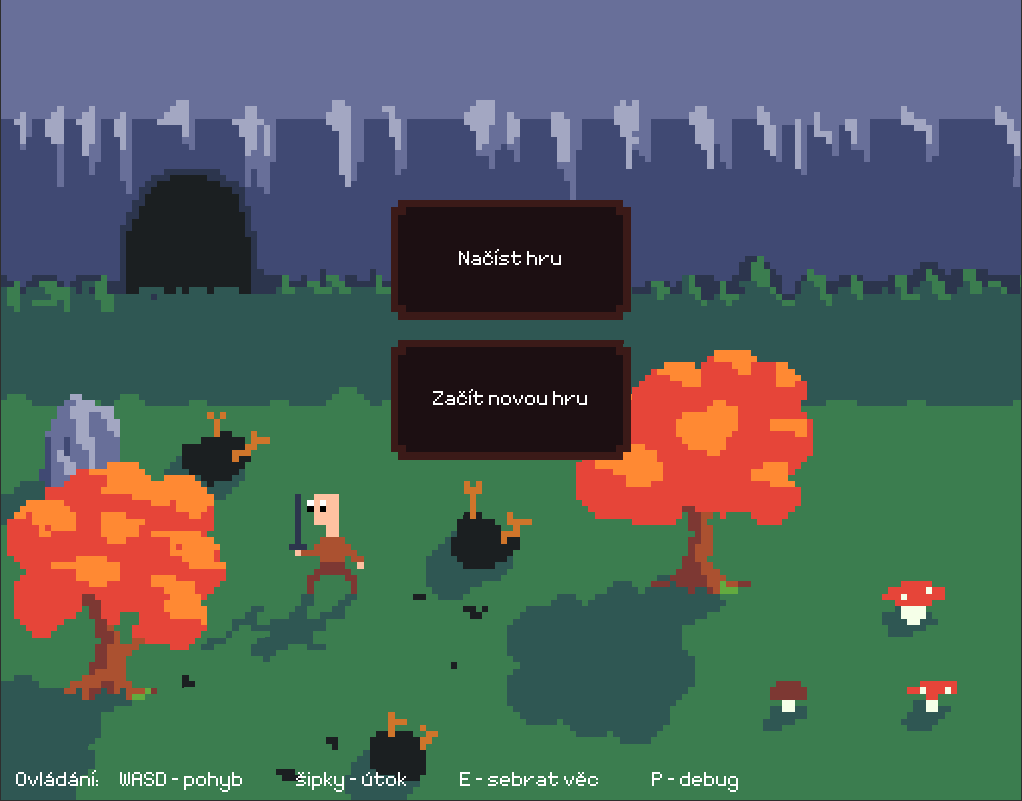 Načíst hru
Začít novou hru
Ovládání: WASD - pohyb šipky - útok E - sebrat věc P - debug